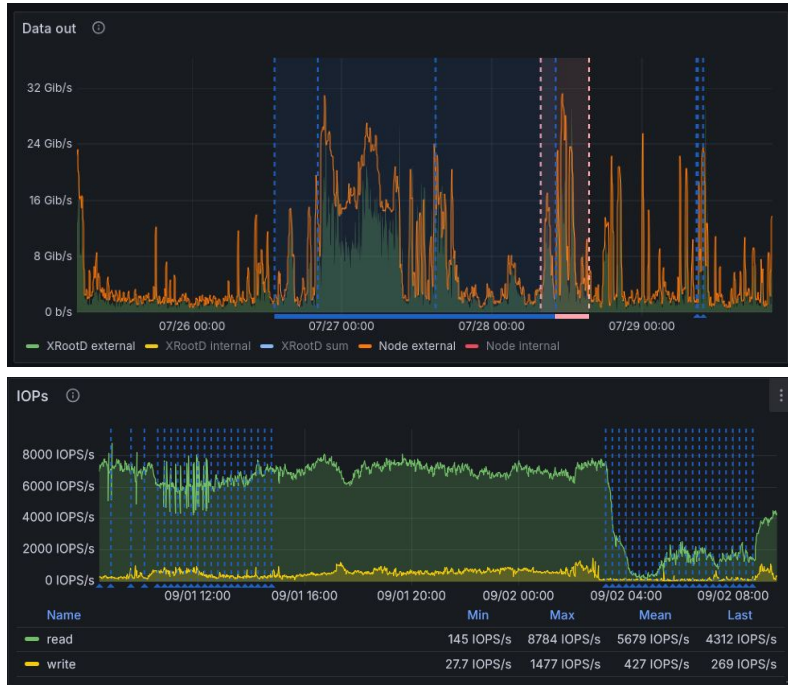 Data out
32 Gib/s
24 Gib/s
16 Gib/s
8 Gib/s
0 b/s
07/26 00:00 07/27 00:00 07/28 00:00 07/29 00:00
XRootD external XRootD internal XRootD sum Node external Node Internal
IOPs
8000 IOPS/s
6000 IOPS/s
4000 IOPS/s
2000 IOPS/s
0 IOPS/s
09/01 12:00 09/01 16:00 09/01 20:00 09/02 00:00 09/02 04:00 09/02 08:00
Name Min Max Mean Last
read 145 IOPS/s 8784 IOPS/s 5679 IOPS/s 4312 IOPS/s
write 27.7 IOPS/s 1477 IOPS/s 427 IOPS/s 269 IOPS/s